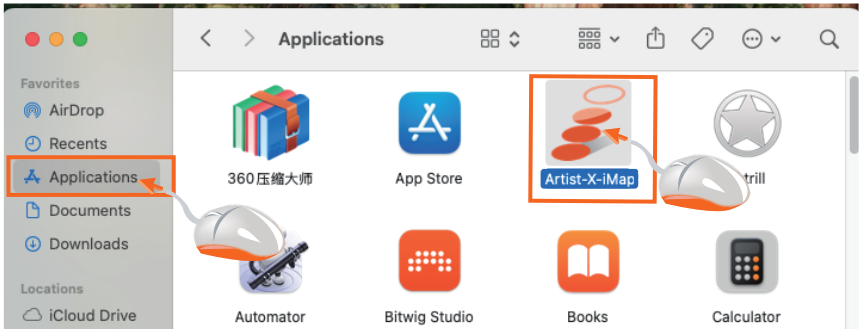 Applications
Favorites
AirDrop
Recents
Applications
Documents
Downloads
Locations
iCloud Drive
360压缩大师
App Store
Artist-X-iMap
trill
Automator
Bitwig Studio
Books
Calculator